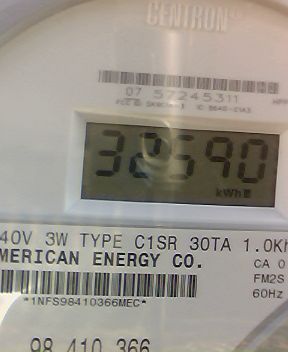 CENTRON®
07 57245311
32590
kWh
40V 3W TYPE C1SR 30TA 1.0Kh
MERICAN ENERGY CO.
CA 0
FM2S
60Hz
*1NFS98410366MEC*
98 410 366